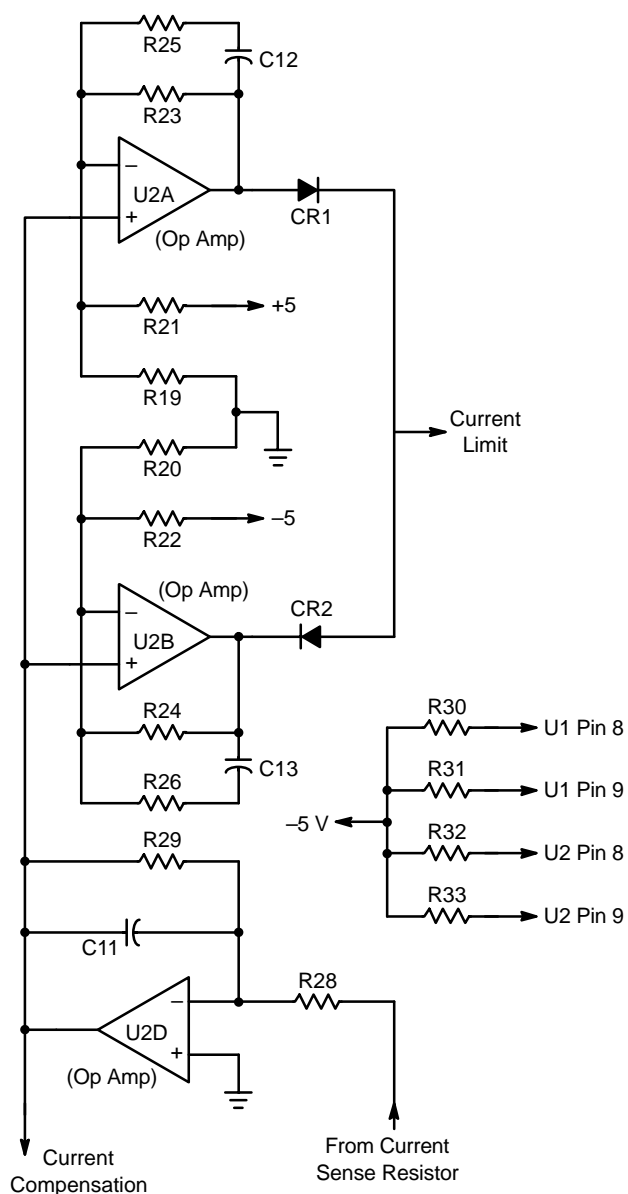 R25
C12
R23
–
U2A
+
(Op Amp)
CR1
R21
+5
R19
Current
Limit
R20
R22
–5
(Op Amp)
–
U2B
+
CR2
R24
C13
R26
R30
U1 Pin 8
R31
U1 Pin 9
–5 V
R32
U2 Pin 8
R33
U2 Pin 9
R29
C11
R28
–
U2D
+
(Op Amp)
Current
Compensation
From Current
Sense Resistor